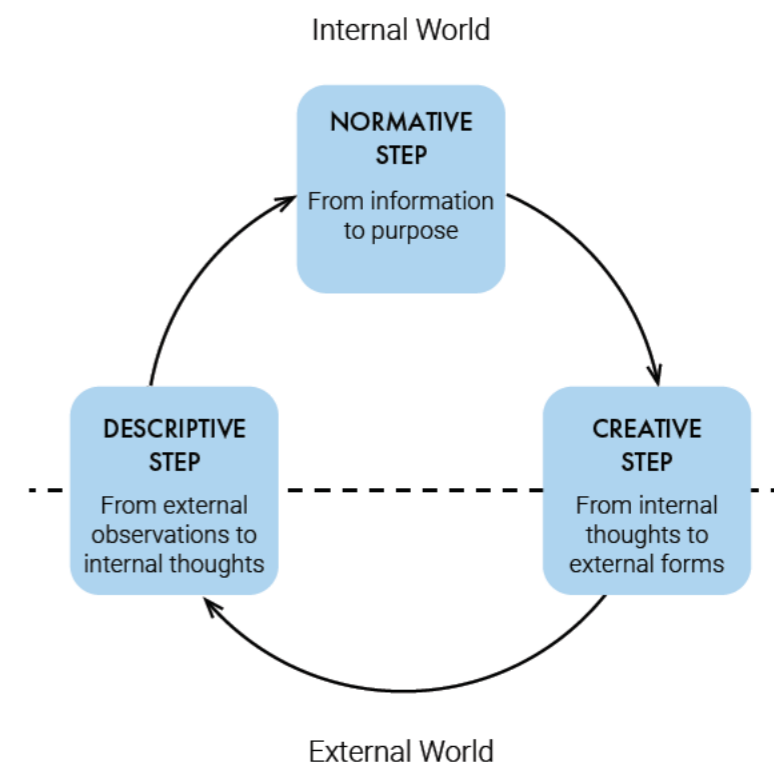 Internal World
NORMATIVE
STEP
From information
to purpose
DESCRIPTIVE
STEP
From external
observations to
internal thoughts
CREATIVE
STEP
From internal
thoughts to
external forms
External World